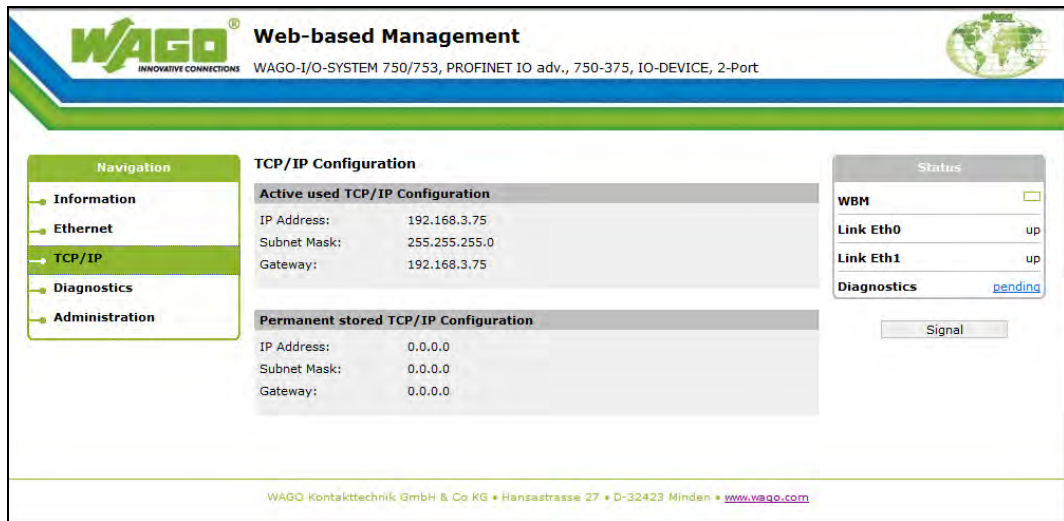 WAGO®
INNOVATIVE CONNECTIONS
Web-based Management
WAGO-I/O-SYSTEM 750/753, PROFINET IO adv., 750-375, IO-DEVICE, 2-Port
Navigation
Information
Ethernet
TCP/IP
Diagnostics
Administration
TCP/IP Configuration
Active used TCP/IP Configuration
IP Address: 192.168.3.75
Subnet Mask: 255.255.255.0
Gateway: 192.168.3.75
Permanent stored TCP/IP Configuration
IP Address: 0.0.0.0
Subnet Mask: 0.0.0.0
Gateway: 0.0.0.0
Status
WBM
Link Eth0 up
Link Eth1 up
Diagnostics pending
Signal
WAGO Kontakttechnik GmbH & Co KG • Hansastrasse 27 • D-32423 Minden • www.wago.com